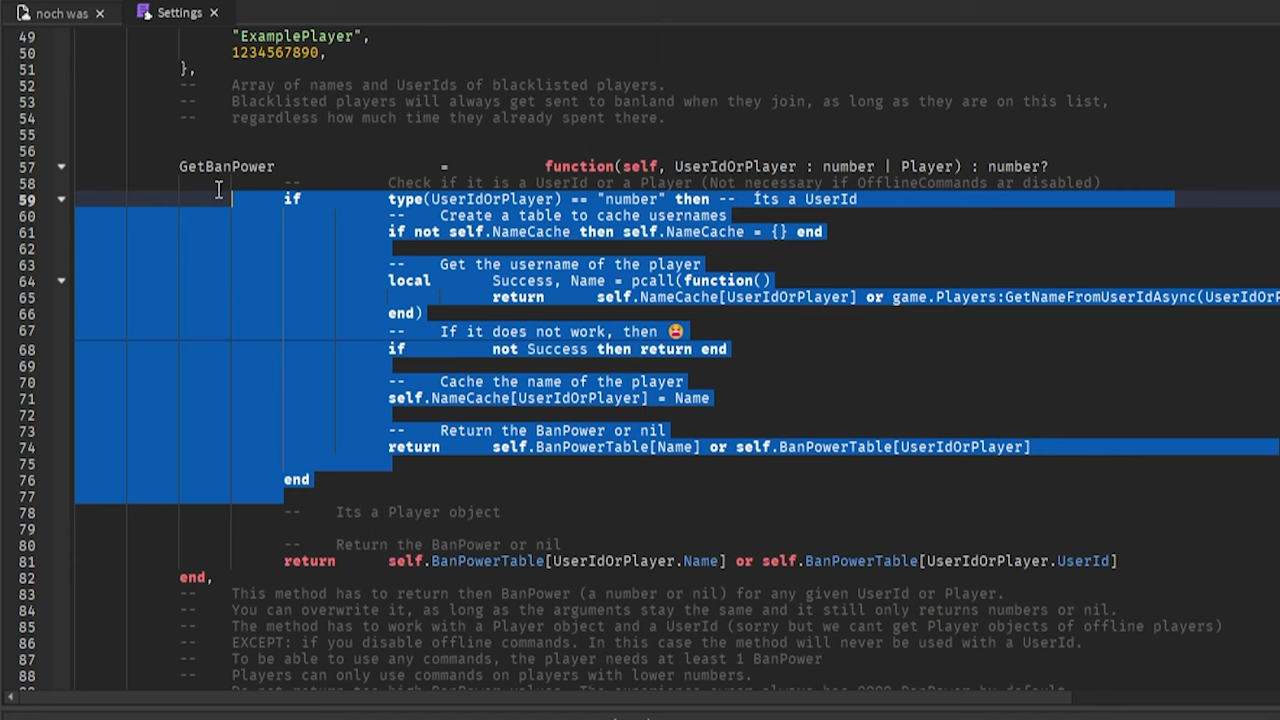 noch was × Settings ×
49 "ExamplePlayer",
50 1234567890,
51 },
52 -- Array of names and UserIds of blacklisted players.
53 -- Blacklisted players will always get sent to banland when they join, as long as they are on this list,
54 -- regardless how much time they already spent there.
55
56
57 GetBanPower = function(self, UserIdOrPlayer : number | Player) : number?
58 -- Check if it is a UserId or a Player (Not necessary if OfflineCommands ar disabled)
59 if type(UserIdOrPlayer) == "number" then -- Its a UserId
60 -- Create a table to cache usernames
61 if not self.NameCache then self.NameCache = {} end
62
63 -- Get the username of the player
64 local Success, Name = pcall(function()
65 return self.NameCache[UserIdOrPlayer] or game.Players:GetNameFromUserIdAsync(UserIdOrP
66 end)
67 -- If it does not work, then 😫
68 if not Success then return end
69
70 -- Cache the name of the player
71 self.NameCache[UserIdOrPlayer] = Name
72
73 -- Return the BanPower or nil
74 return self.BanPowerTable[Name] or self.BanPowerTable[UserIdOrPlayer]
75
76 end
77
78 -- Its a Player object
79
80 -- Return the BanPower or nil
81 return self.BanPowerTable[UserIdOrPlayer.Name] or self.BanPowerTable[UserIdOrPlayer.UserId]
82 end,
83 -- This method has to return then BanPower (a number or nil) for any given UserId or Player.
84 -- You can overwrite it, as long as the arguments stay the same and it still only returns numbers or nil.
85 -- The method has to work with a Player object and a UserId (sorry but we cant get Player objects of offline players)
86 -- EXCEPT: if you disable offline commands. In this case the method will never be used with a UserId.
87 -- To be able to use any commands, the player needs at least 1 BanPower
88 -- Players can only use commands on players with lower numbers.